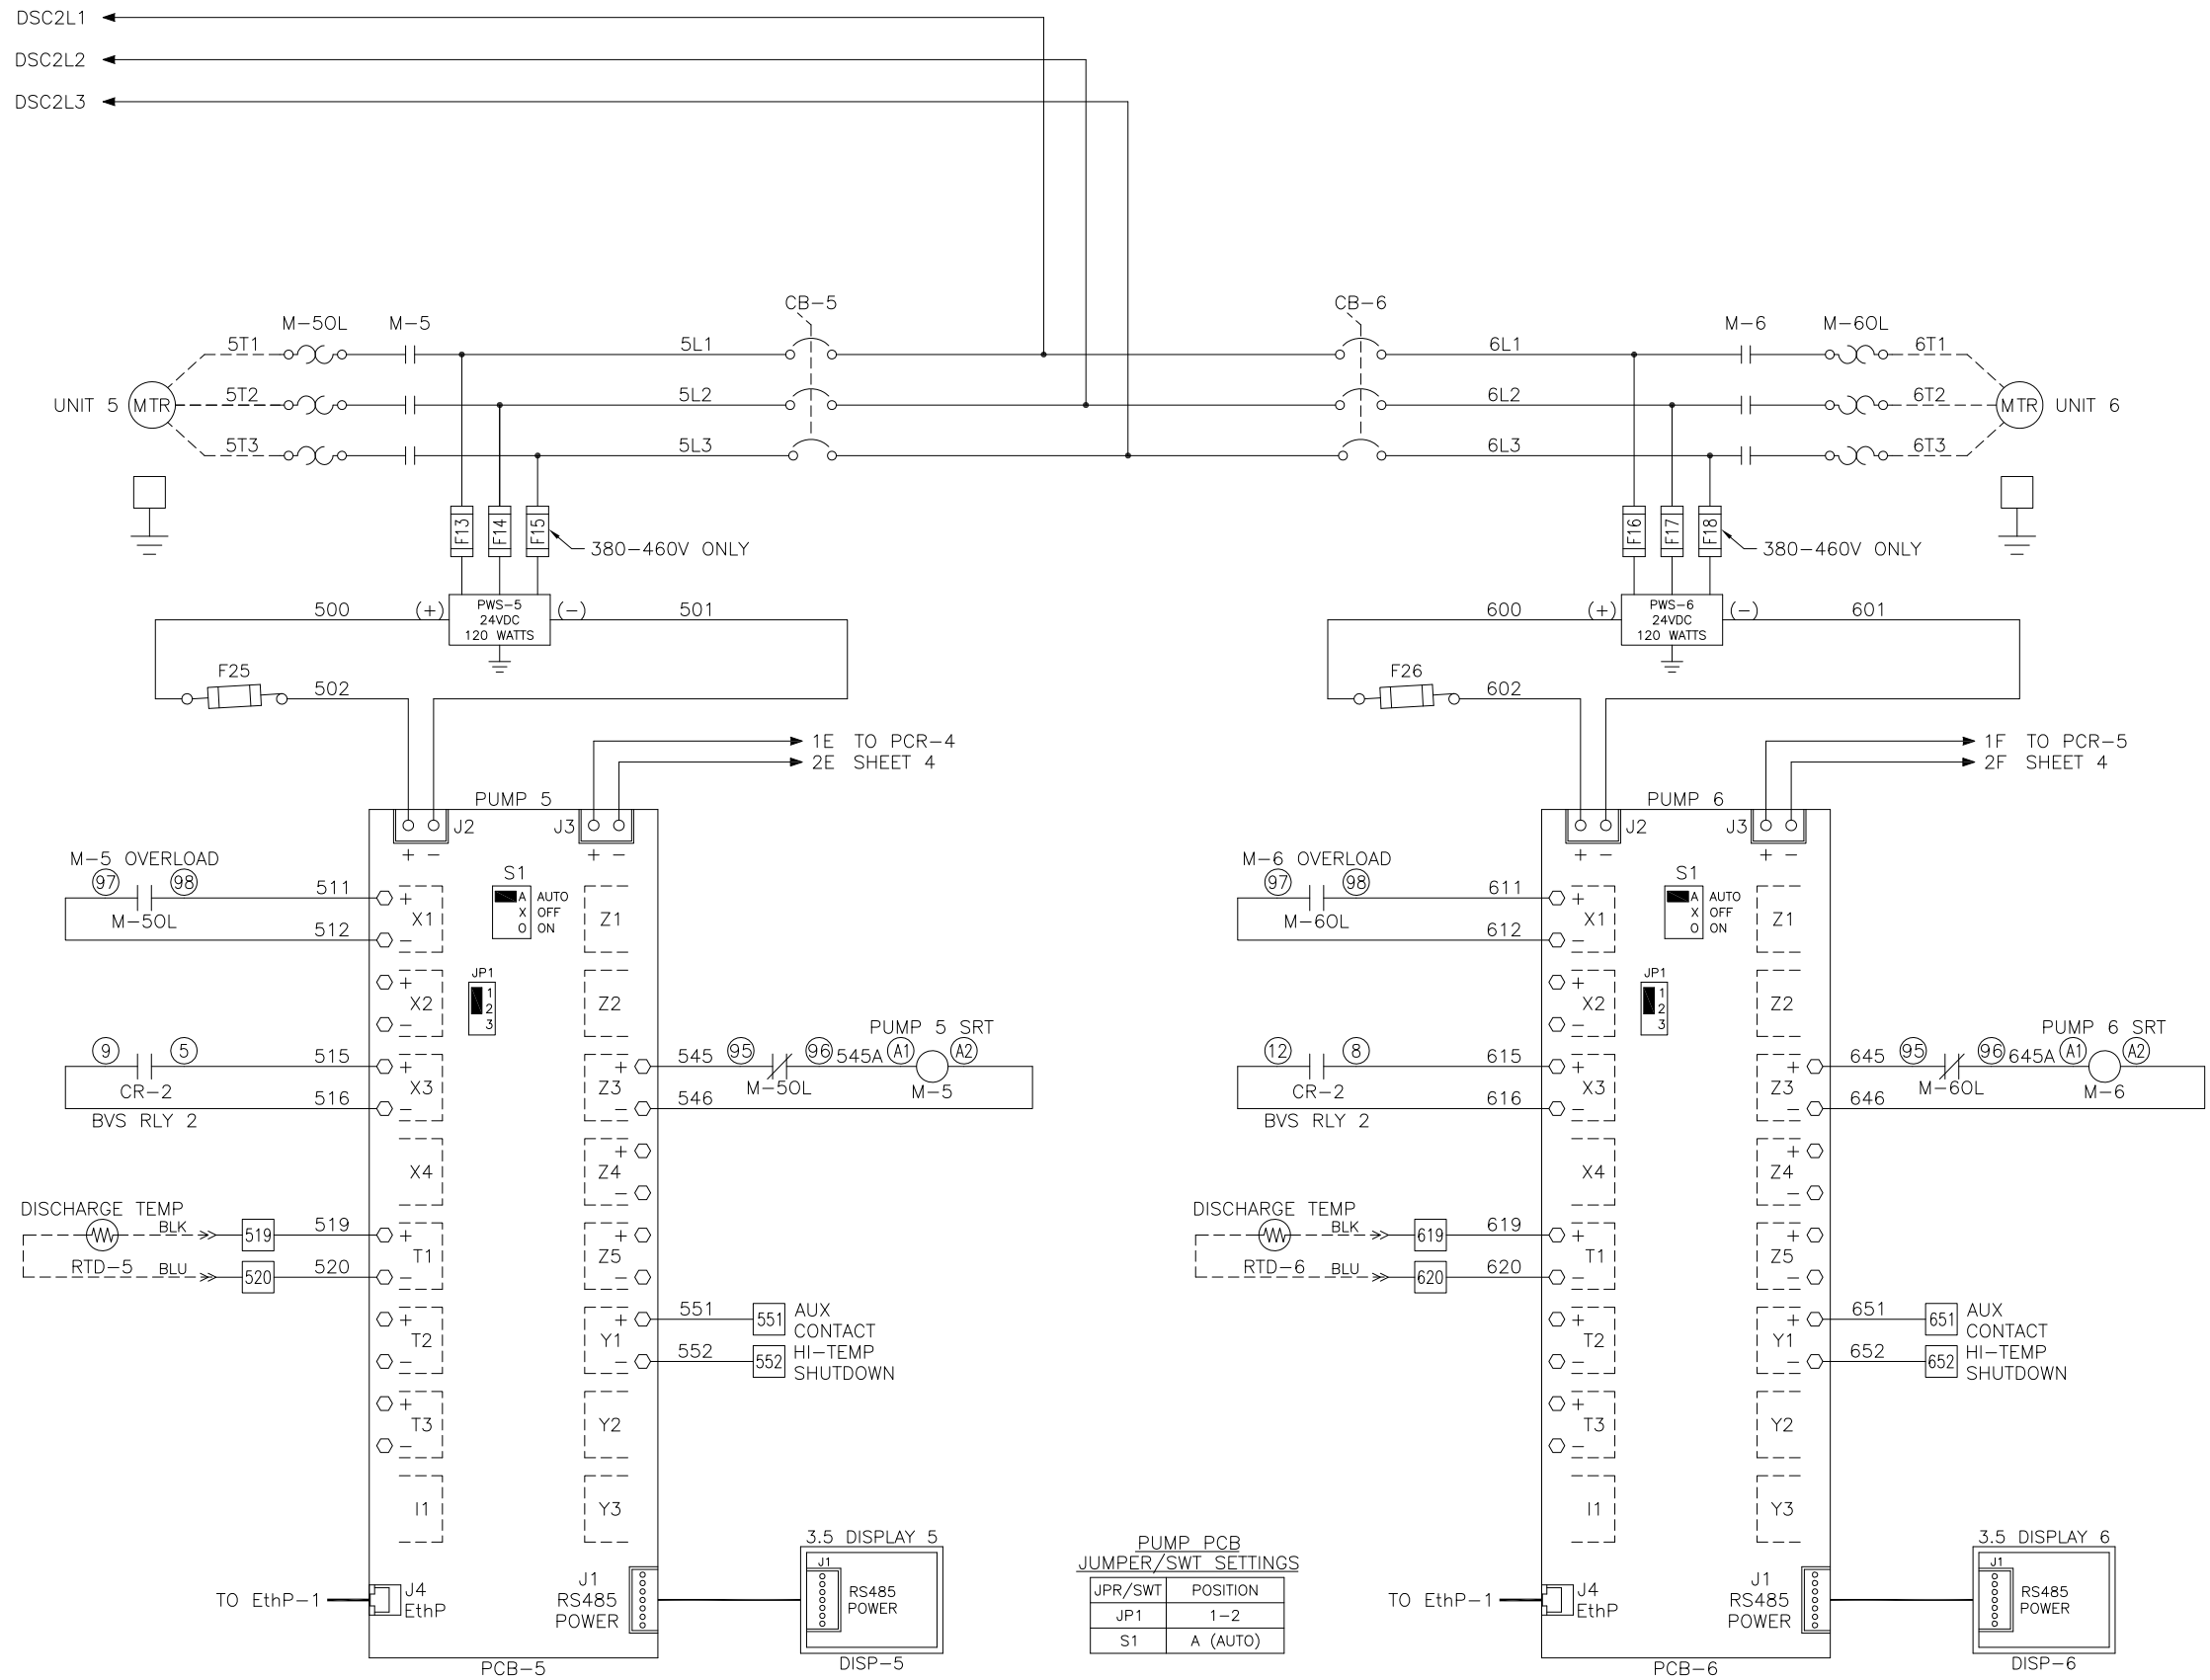 DSC2L1
DSC2L2
DSC2L3
CB-5
CB-6
M-5OL M-5
M-6 M-6OL
5T1 5L1 6L1 6T1
UNIT 5 MTR 5T2 5L2 6L2 6T2 MTR UNIT 6
5T3 5L3 6L3 6T3
F13 F14 F15 380-460V ONLY
F16 F17 F18 380-460V ONLY
500 (+) PWS-5 (-) 501
24VDC
120 WATTS
600 (+) PWS-6 (-) 601
24VDC
120 WATTS
F25 502
F26 602
1E TO PCR-4
2E SHEET 4
1F TO PCR-5
2F SHEET 4
PUMP 5
J2 J3
+ - + -
M-5 OVERLOAD
97 98 511 +
M-5OL X1
512 -
S1
A AUTO
X OFF
O ON
Z1
JP1
1
2
3
+
X2
-
Z2
9 5 515 +
CR-2 X3
516 -
BVS RLY 2
PUMP 5 SRT
+ 545 95 96 545A A1 A2
Z3 M-5OL M-5
- 546
X4
+
Z4
-
DISCHARGE TEMP
BLK 519 519 +
T1
RTD-5 BLU 520 520 -
+
Z5
-
+
T2
-
+ 551 551 AUX
CONTACT
Y1
- 552 552 HI-TEMP
SHUTDOWN
+
T3
-
Y2
I1
Y3
TO EthP-1 J4
EthP
J1
RS485
POWER
3.5 DISPLAY 5
J1
RS485
POWER
DISP-5
PCB-5
PUMP PCB
JUMPER/SWT SETTINGS
JPR/SWT POSITION
JP1 1-2
S1 A (AUTO)
PUMP 6
J2 J3
+ - + -
M-6 OVERLOAD
97 98 611 +
M-6OL X1
612 -
S1
A AUTO
X OFF
O ON
Z1
JP1
1
2
3
+
X2
-
Z2
12 8 615 +
CR-2 X3
616 -
BVS RLY 2
PUMP 6 SRT
+ 645 95 96 645A A1 A2
Z3 M-6OL M-6
- 646
X4
+
Z4
-
DISCHARGE TEMP
BLK 619 619 +
T1
RTD-6 BLU 620 620 -
+
Z5
-
+
T2
-
+ 651 651 AUX
CONTACT
Y1
- 652 652 HI-TEMP
SHUTDOWN
+
T3
-
Y2
I1
Y3
TO EthP-1 J4
EthP
J1
RS485
POWER
3.5 DISPLAY 6
J1
RS485
POWER
DISP-6
PCB-6